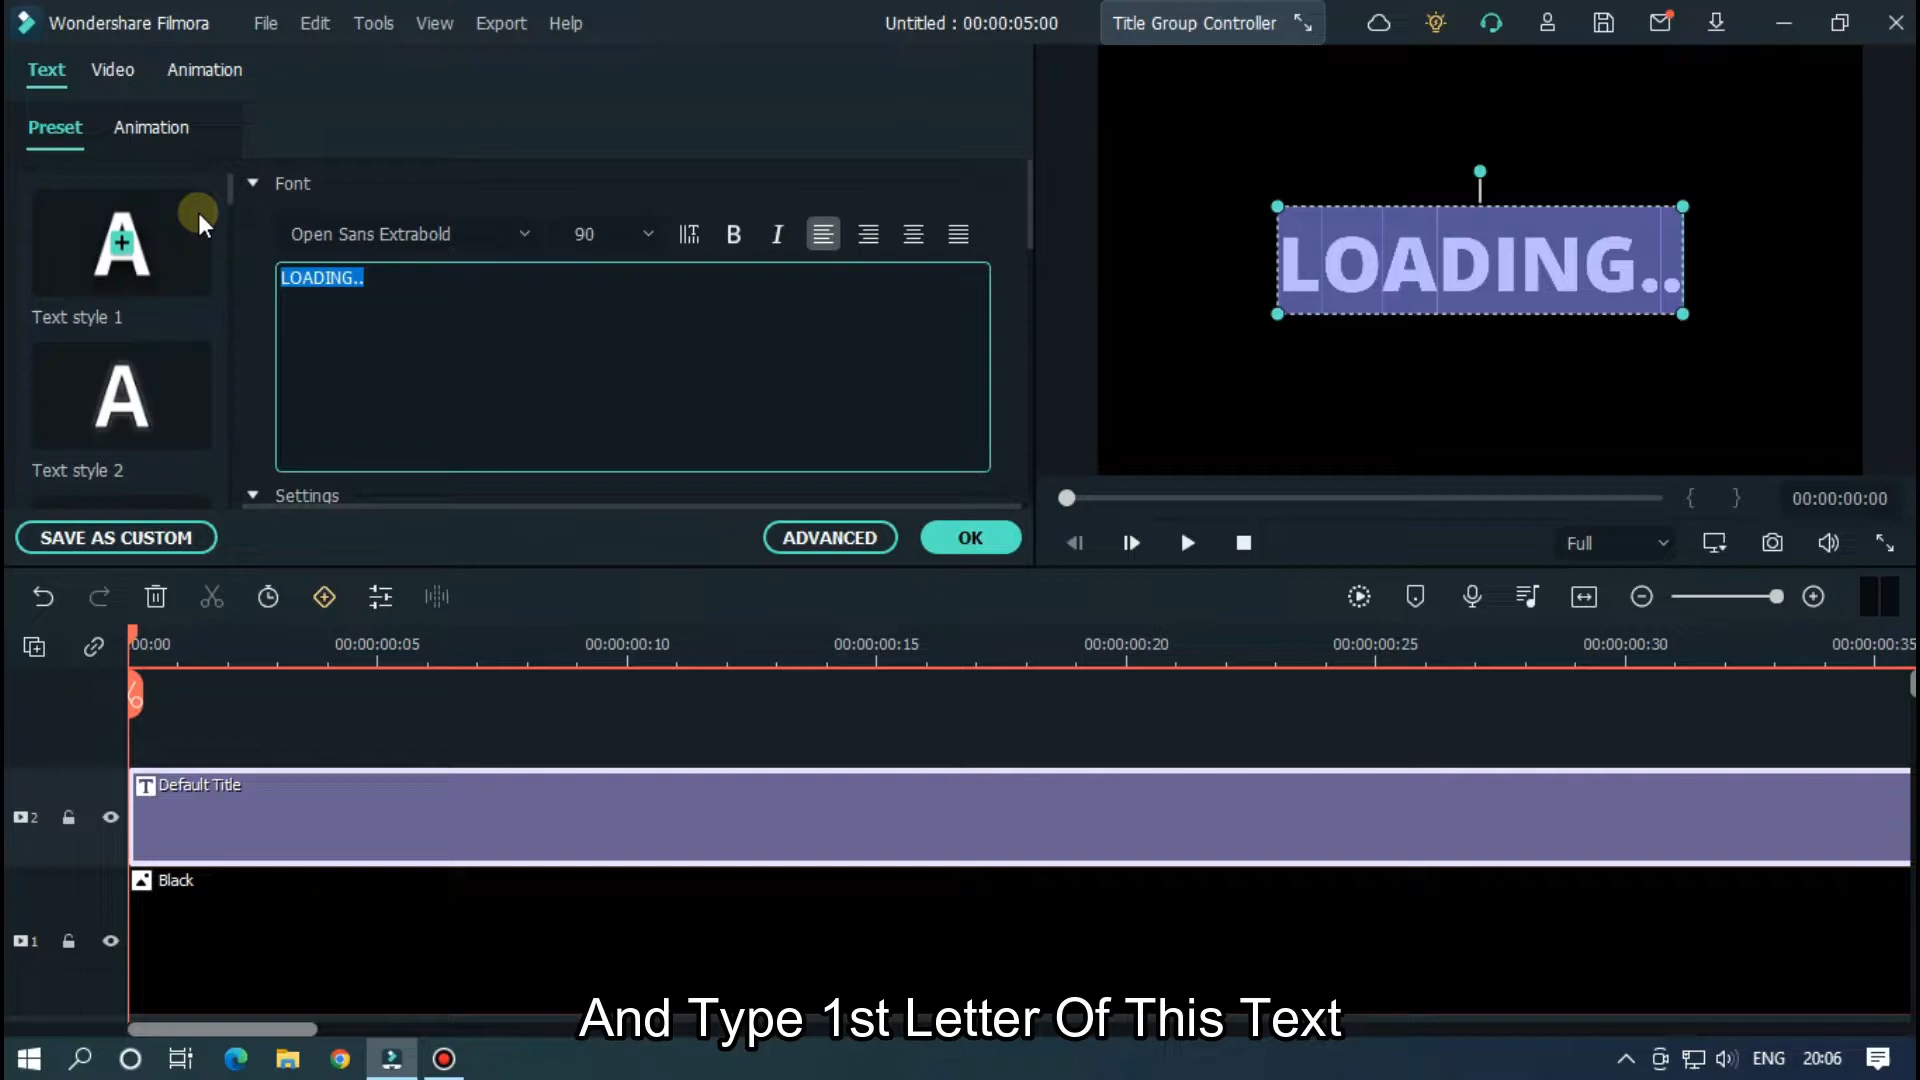 Wondershare Filmora File Edit Tools View Export Help Untitled : 00:00:05:00 Title Group Controller
Text Video Animation
Preset Animation
Font
Open Sans Extrabold 90 B I
LOADING..
LOADING..
A
Text style 1
A
Text style 2
Settings
00:00:00:00
SAVE AS CUSTOM ADVANCED OK
Full
:00:00 00:00:00:05 00:00:00:10 00:00:00:15 00:00:00:20 00:00:00:25 00:00:00:30 00:00:00:35
T Default Title
2
Black
1
And Type 1st Letter Of This Text
ENG 20:06